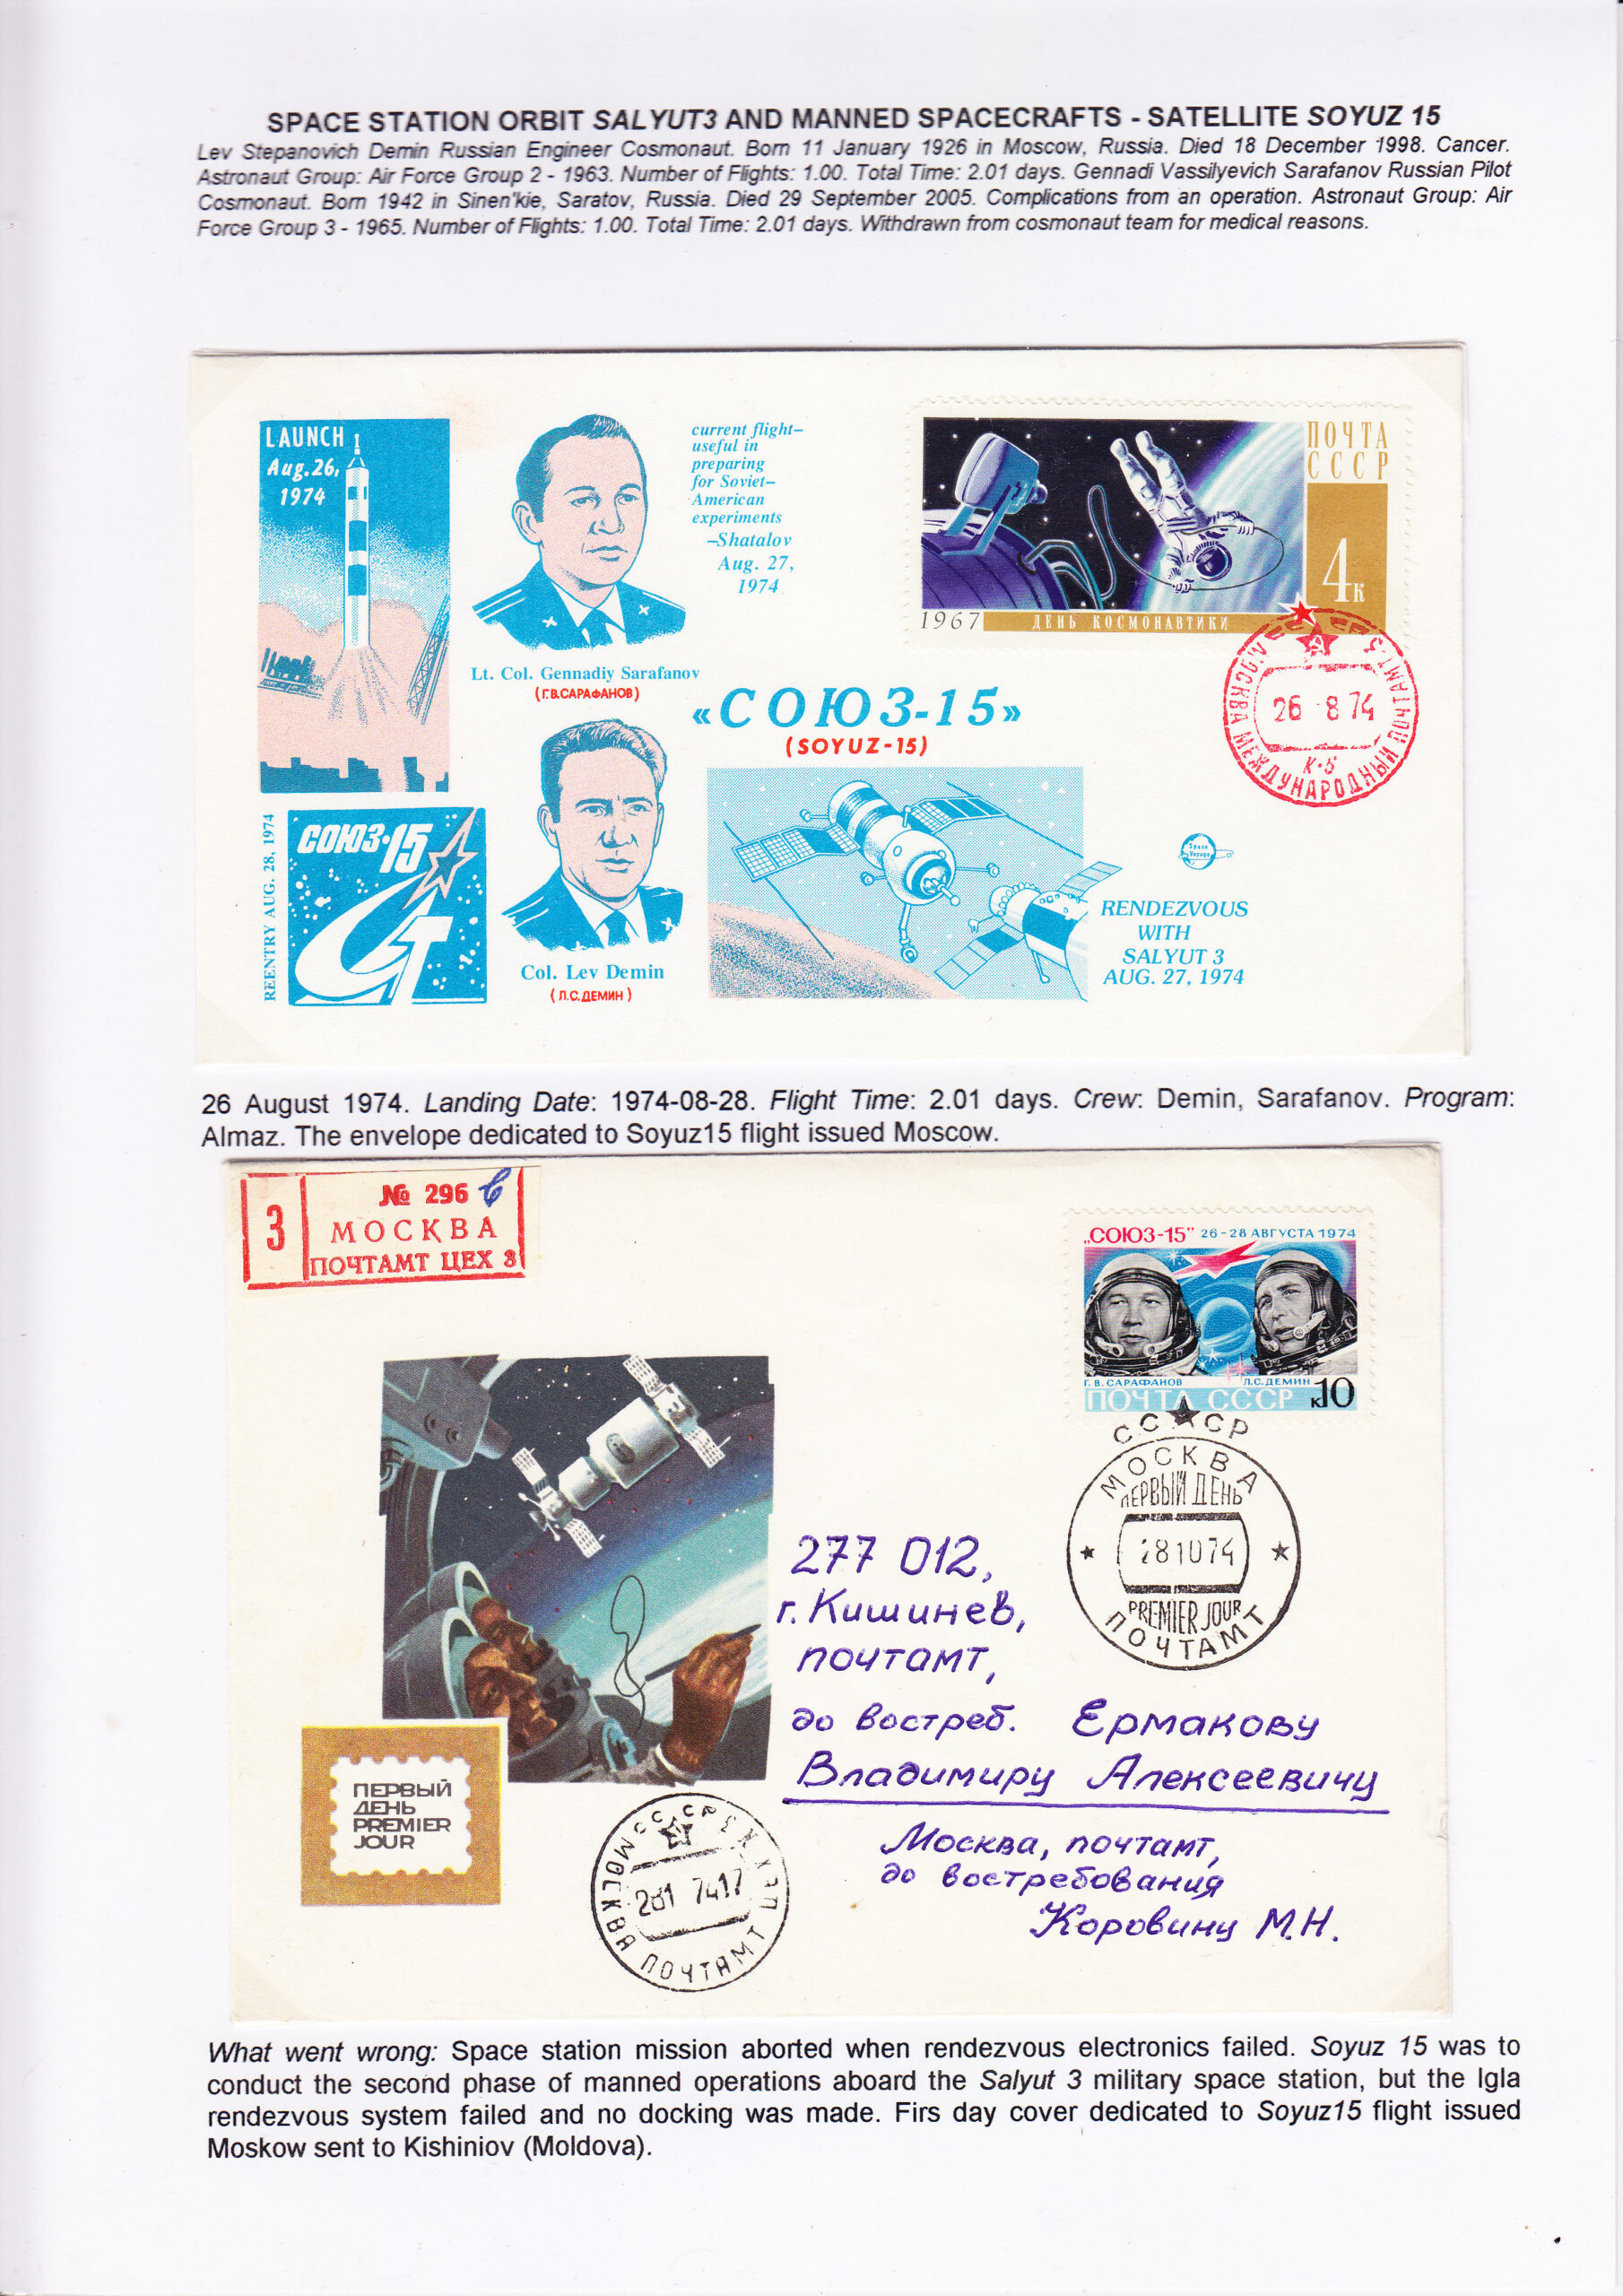 SPACE STATION ORBIT SALYUT3 AND MANNED SPACECRAFTS - SATELLITE SOYUZ 15
Lev Stepanovich Demin Russian Engineer Cosmonaut. Born 11 January 1926 in Moscow, Russia. Died 18 December 1998. Cancer.
Astronaut Group: Air Force Group 2 - 1963. Number of Flights: 1.00. Total Time: 2.01 days. Gennadi Vassilyevich Sarafanov Russian Pilot
Cosmonaut. Born 1942 in Sinen'kie, Saratov, Russia. Died 29 September 2005. Complications from an operation. Astronaut Group: Air
Force Group 3 - 1965. Number of Flights: 1.00. Total Time: 2.01 days. Withdrawn from cosmonaut team for medical reasons.
LAUNCH
Aug. 26,
1974
current flight–
useful in
preparing
for Soviet–
American
experiments
–Shatalov
Aug. 27,
1974
ПОЧТА
СССР
4к
1967
ДЕНЬ КОСМОНАВТИКИ
Lt. Col. Gennadiy Sarafanov
(Г.В.САРАФАНОВ)
«СОЮЗ-15»
(SOYUZ-15)
26 8 74
К-5
МОСКВА МЕЖДУНАРОДНЫЙ ПОЧТАМТ
REENTRY AUG. 28, 1974
СОЮЗ-15
Col. Lev Demin
(Л.С.ДЕМИН)
Space
Voyage
RENDEZVOUS
WITH
SALYUT 3
AUG. 27, 1974
26 August 1974. Landing Date: 1974-08-28. Flight Time: 2.01 days. Crew: Demin, Sarafanov. Program:
Almaz. The envelope dedicated to Soyuz15 flight issued Moscow.
З
№ 296 в
МОСКВА
ПОЧТАМТ ЦЕХ 3
„СОЮЗ-15" 26-28 АВГУСТА 1974
Г.В.САРАФАНОВ Л.С.ДЕМИН
ПОЧТА СССР к10
СССР
МОСКВА
ПЕРВЫЙ ДЕНЬ
281074
PREMIER JOUR
ПОЧТАМТ
277 012,
г. Кишинев,
почтамт,
до востреб. Ермакову
Владимиру Алексеевичу
Москва, почтамт,
до востребования
Коровину М.Н.
ПЕРВЫЙ
ДЕНЬ
PREMIER
JOUR
СССР
МОСКВА ПОЧТАМТ
What went wrong: Space station mission aborted when rendezvous electronics failed. Soyuz 15 was to
conduct the second phase of manned operations aboard the Salyut 3 military space station, but the Igla
rendezvous system failed and no docking was made. Firs day cover dedicated to Soyuz15 flight issued
Moskow sent to Kishiniov (Moldova).